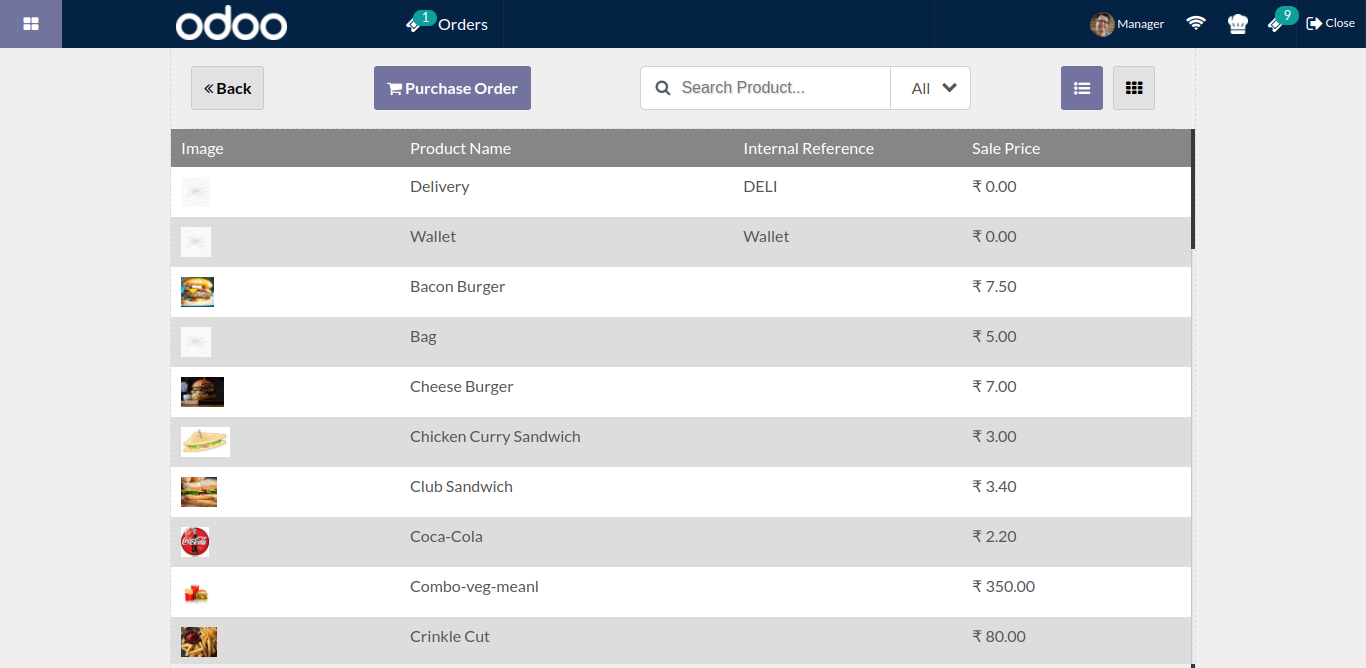 odoo
1
Orders
Manager
9
Close
« Back
Purchase Order
Search Product...
All
Image Product Name Internal Reference Sale Price
Delivery DELI ₹ 0.00
Wallet Wallet ₹ 0.00
Bacon Burger ₹ 7.50
Bag ₹ 5.00
Cheese Burger ₹ 7.00
Chicken Curry Sandwich ₹ 3.00
Club Sandwich ₹ 3.40
Coca-Cola
Coca-Cola ₹ 2.20
Combo-veg-meanl ₹ 350.00
Crinkle Cut ₹ 80.00